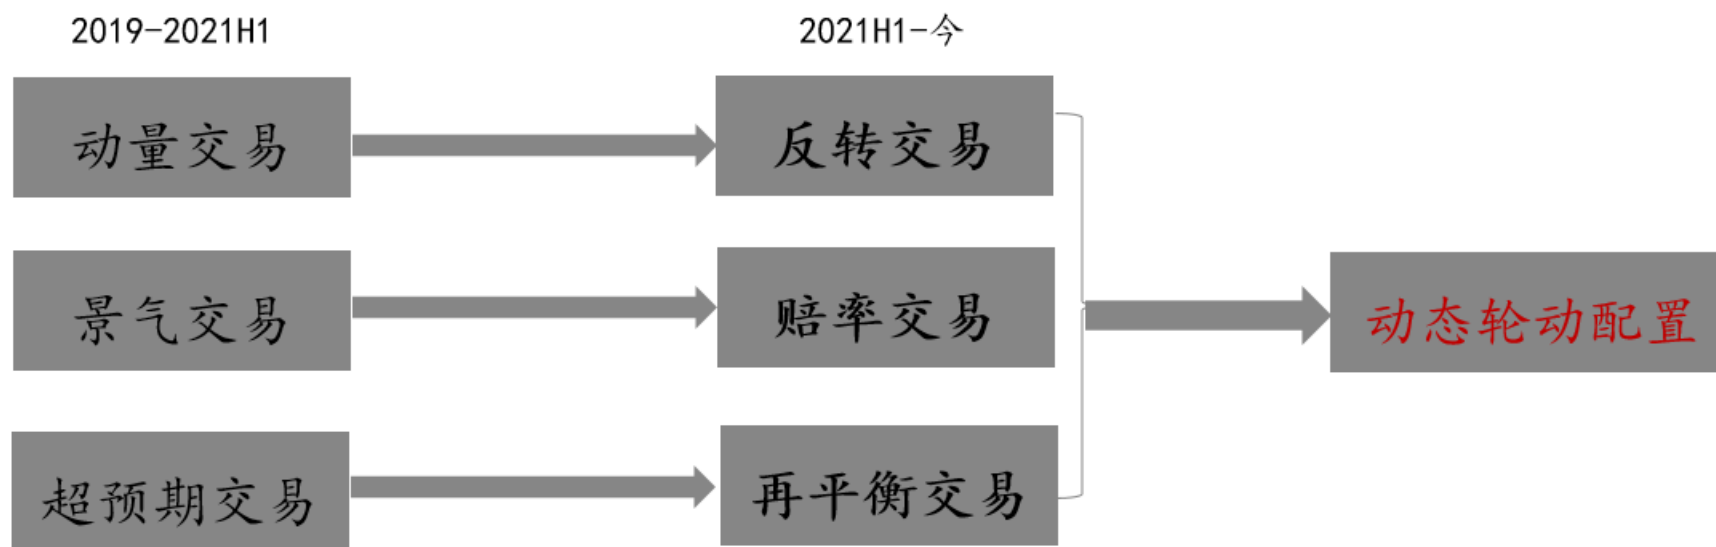 2019-2021H1
2021H1-今
动量交易
反转交易
景气交易
赔率交易
动态轮动配置
超预期交易
再平衡交易